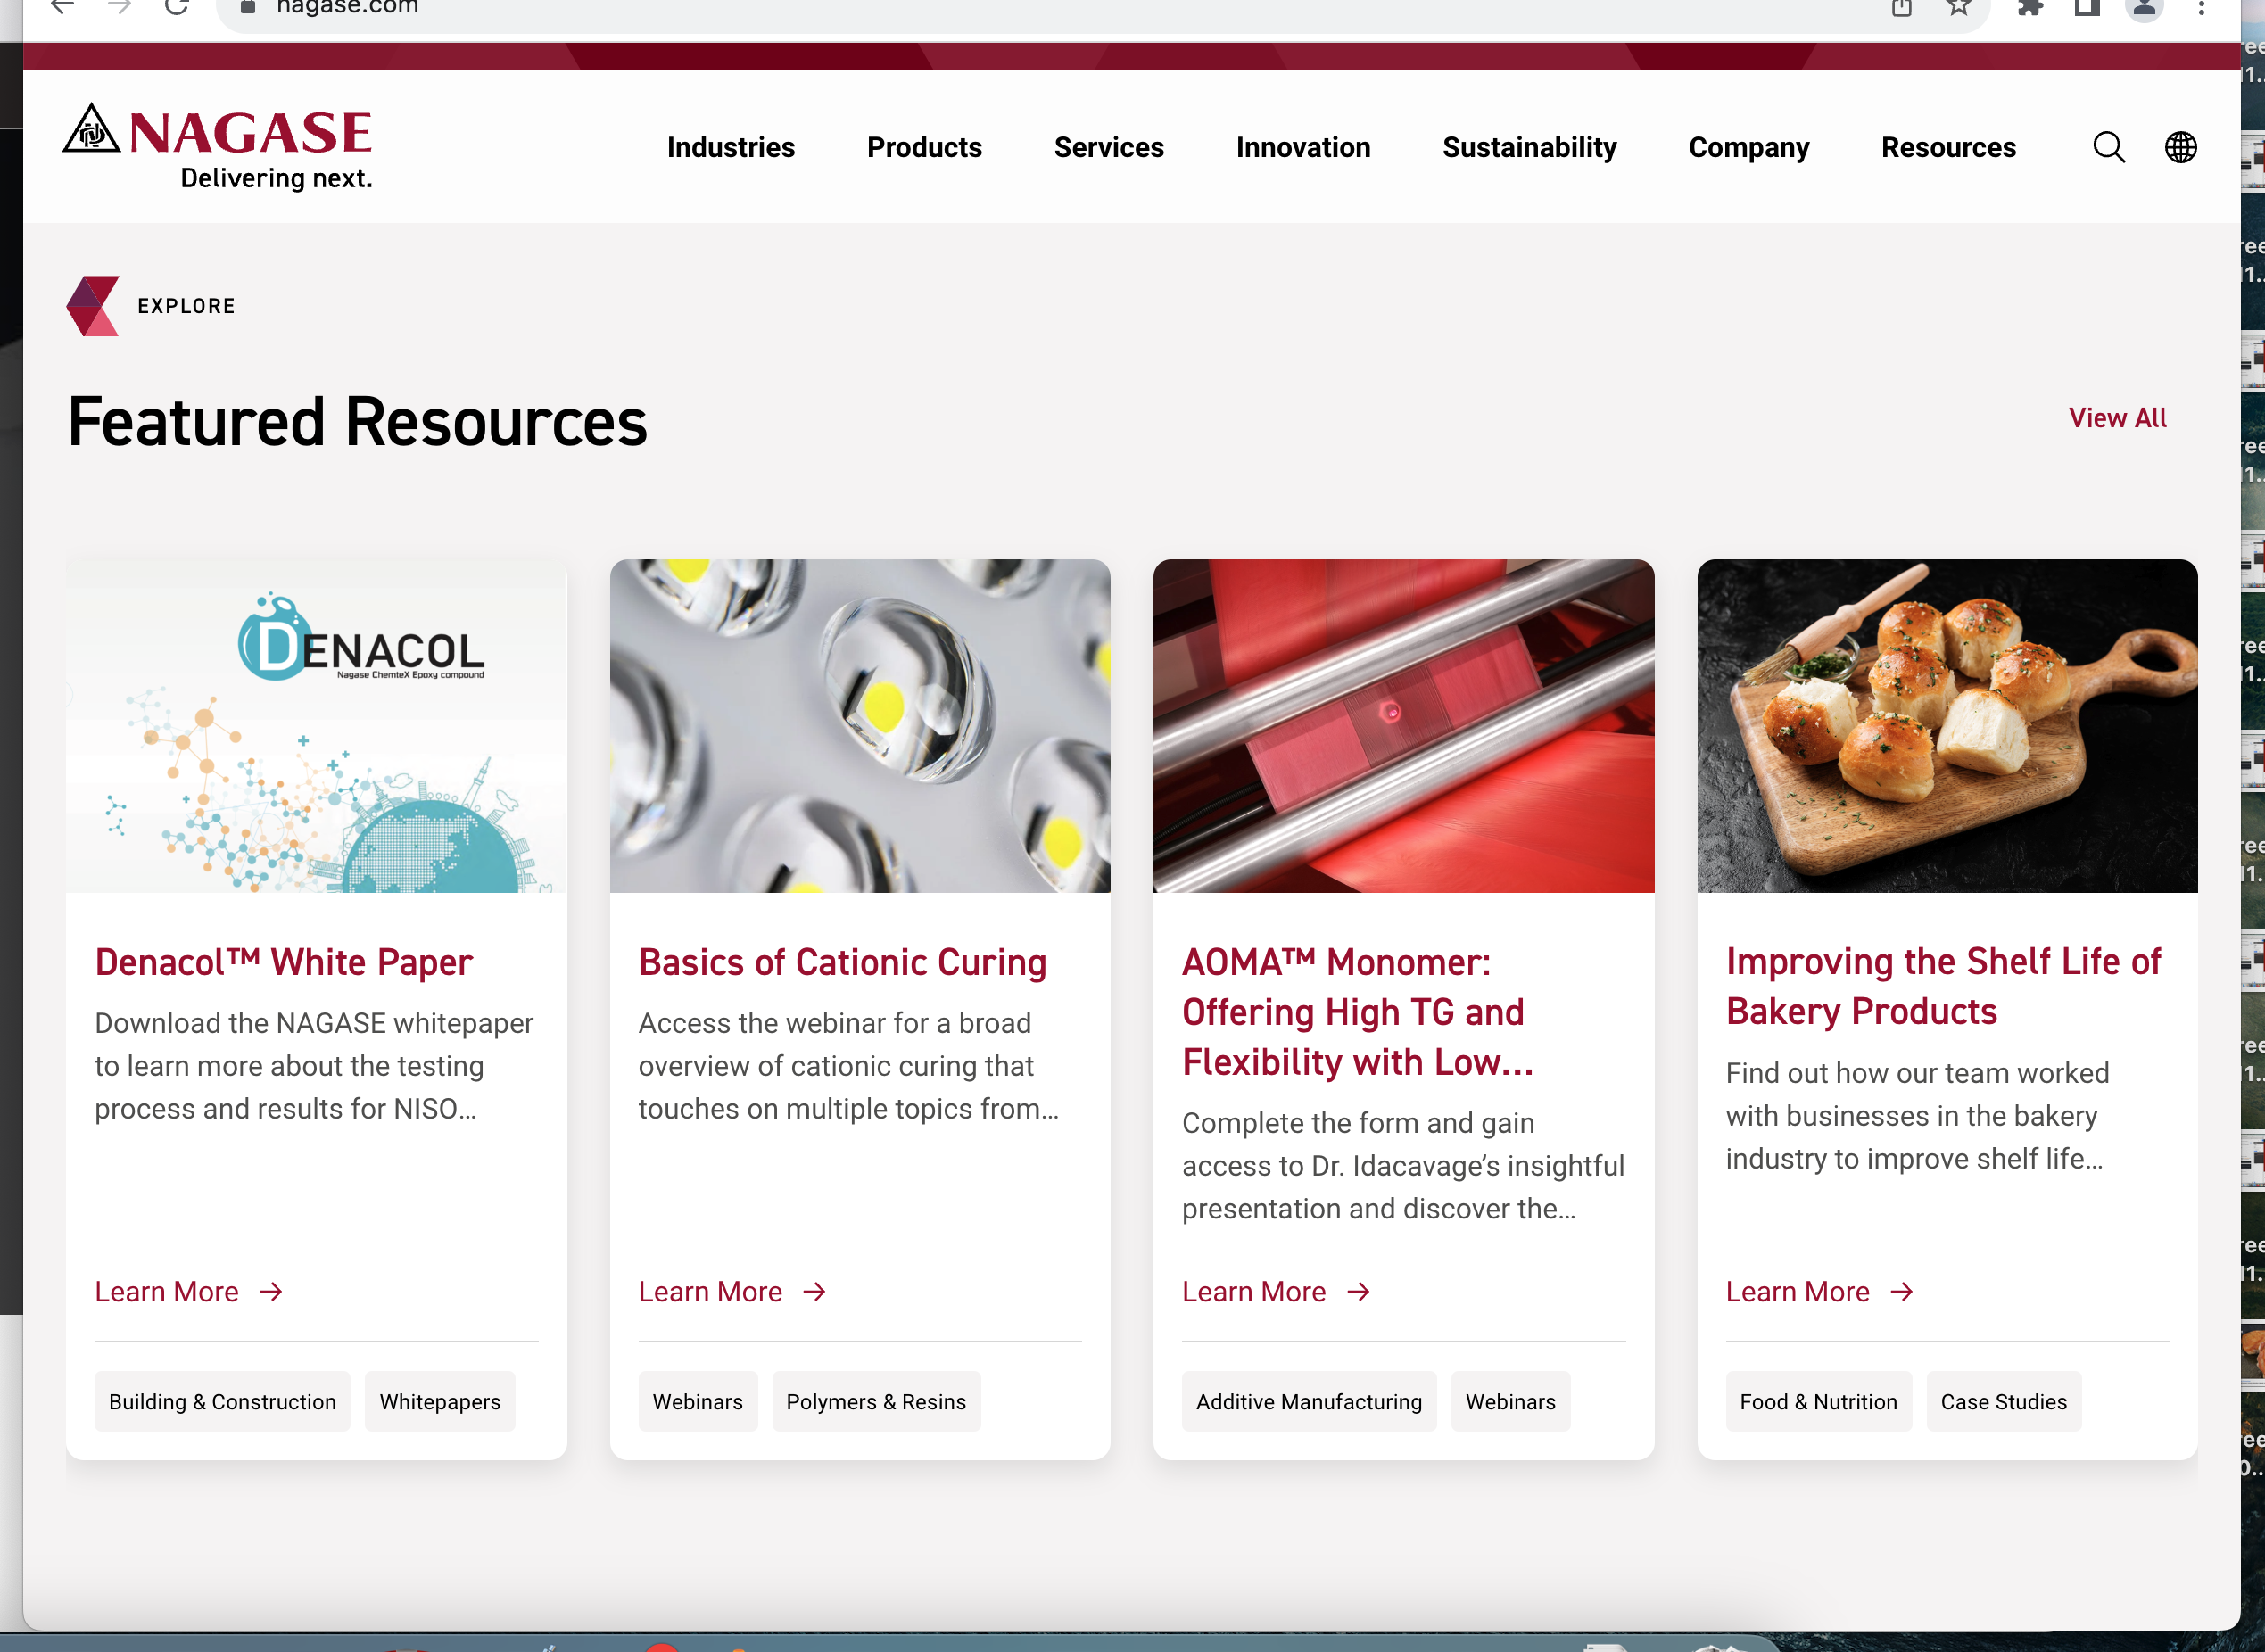 nagase.com
NAGASE
Delivering next.
Industries
Products
Services
Innovation
Sustainability
Company
Resources
EXPLORE
Featured Resources
View All
DENACOL
Nagase ChemteX Epoxy compound
Denacol™ White Paper
Download the NAGASE whitepaper
to learn more about the testing
process and results for NISO...
Learn More
Building & Construction
Whitepapers
Basics of Cationic Curing
Access the webinar for a broad
overview of cationic curing that
touches on multiple topics from...
Learn More
Webinars
Polymers & Resins
AOMA™ Monomer:
Offering High TG and
Flexibility with Low...
Complete the form and gain
access to Dr. Idacavage’s insightful
presentation and discover the...
Learn More
Additive Manufacturing
Webinars
Improving the Shelf Life of
Bakery Products
Find out how our team worked
with businesses in the bakery
industry to improve shelf life...
Learn More
Food & Nutrition
Case Studies